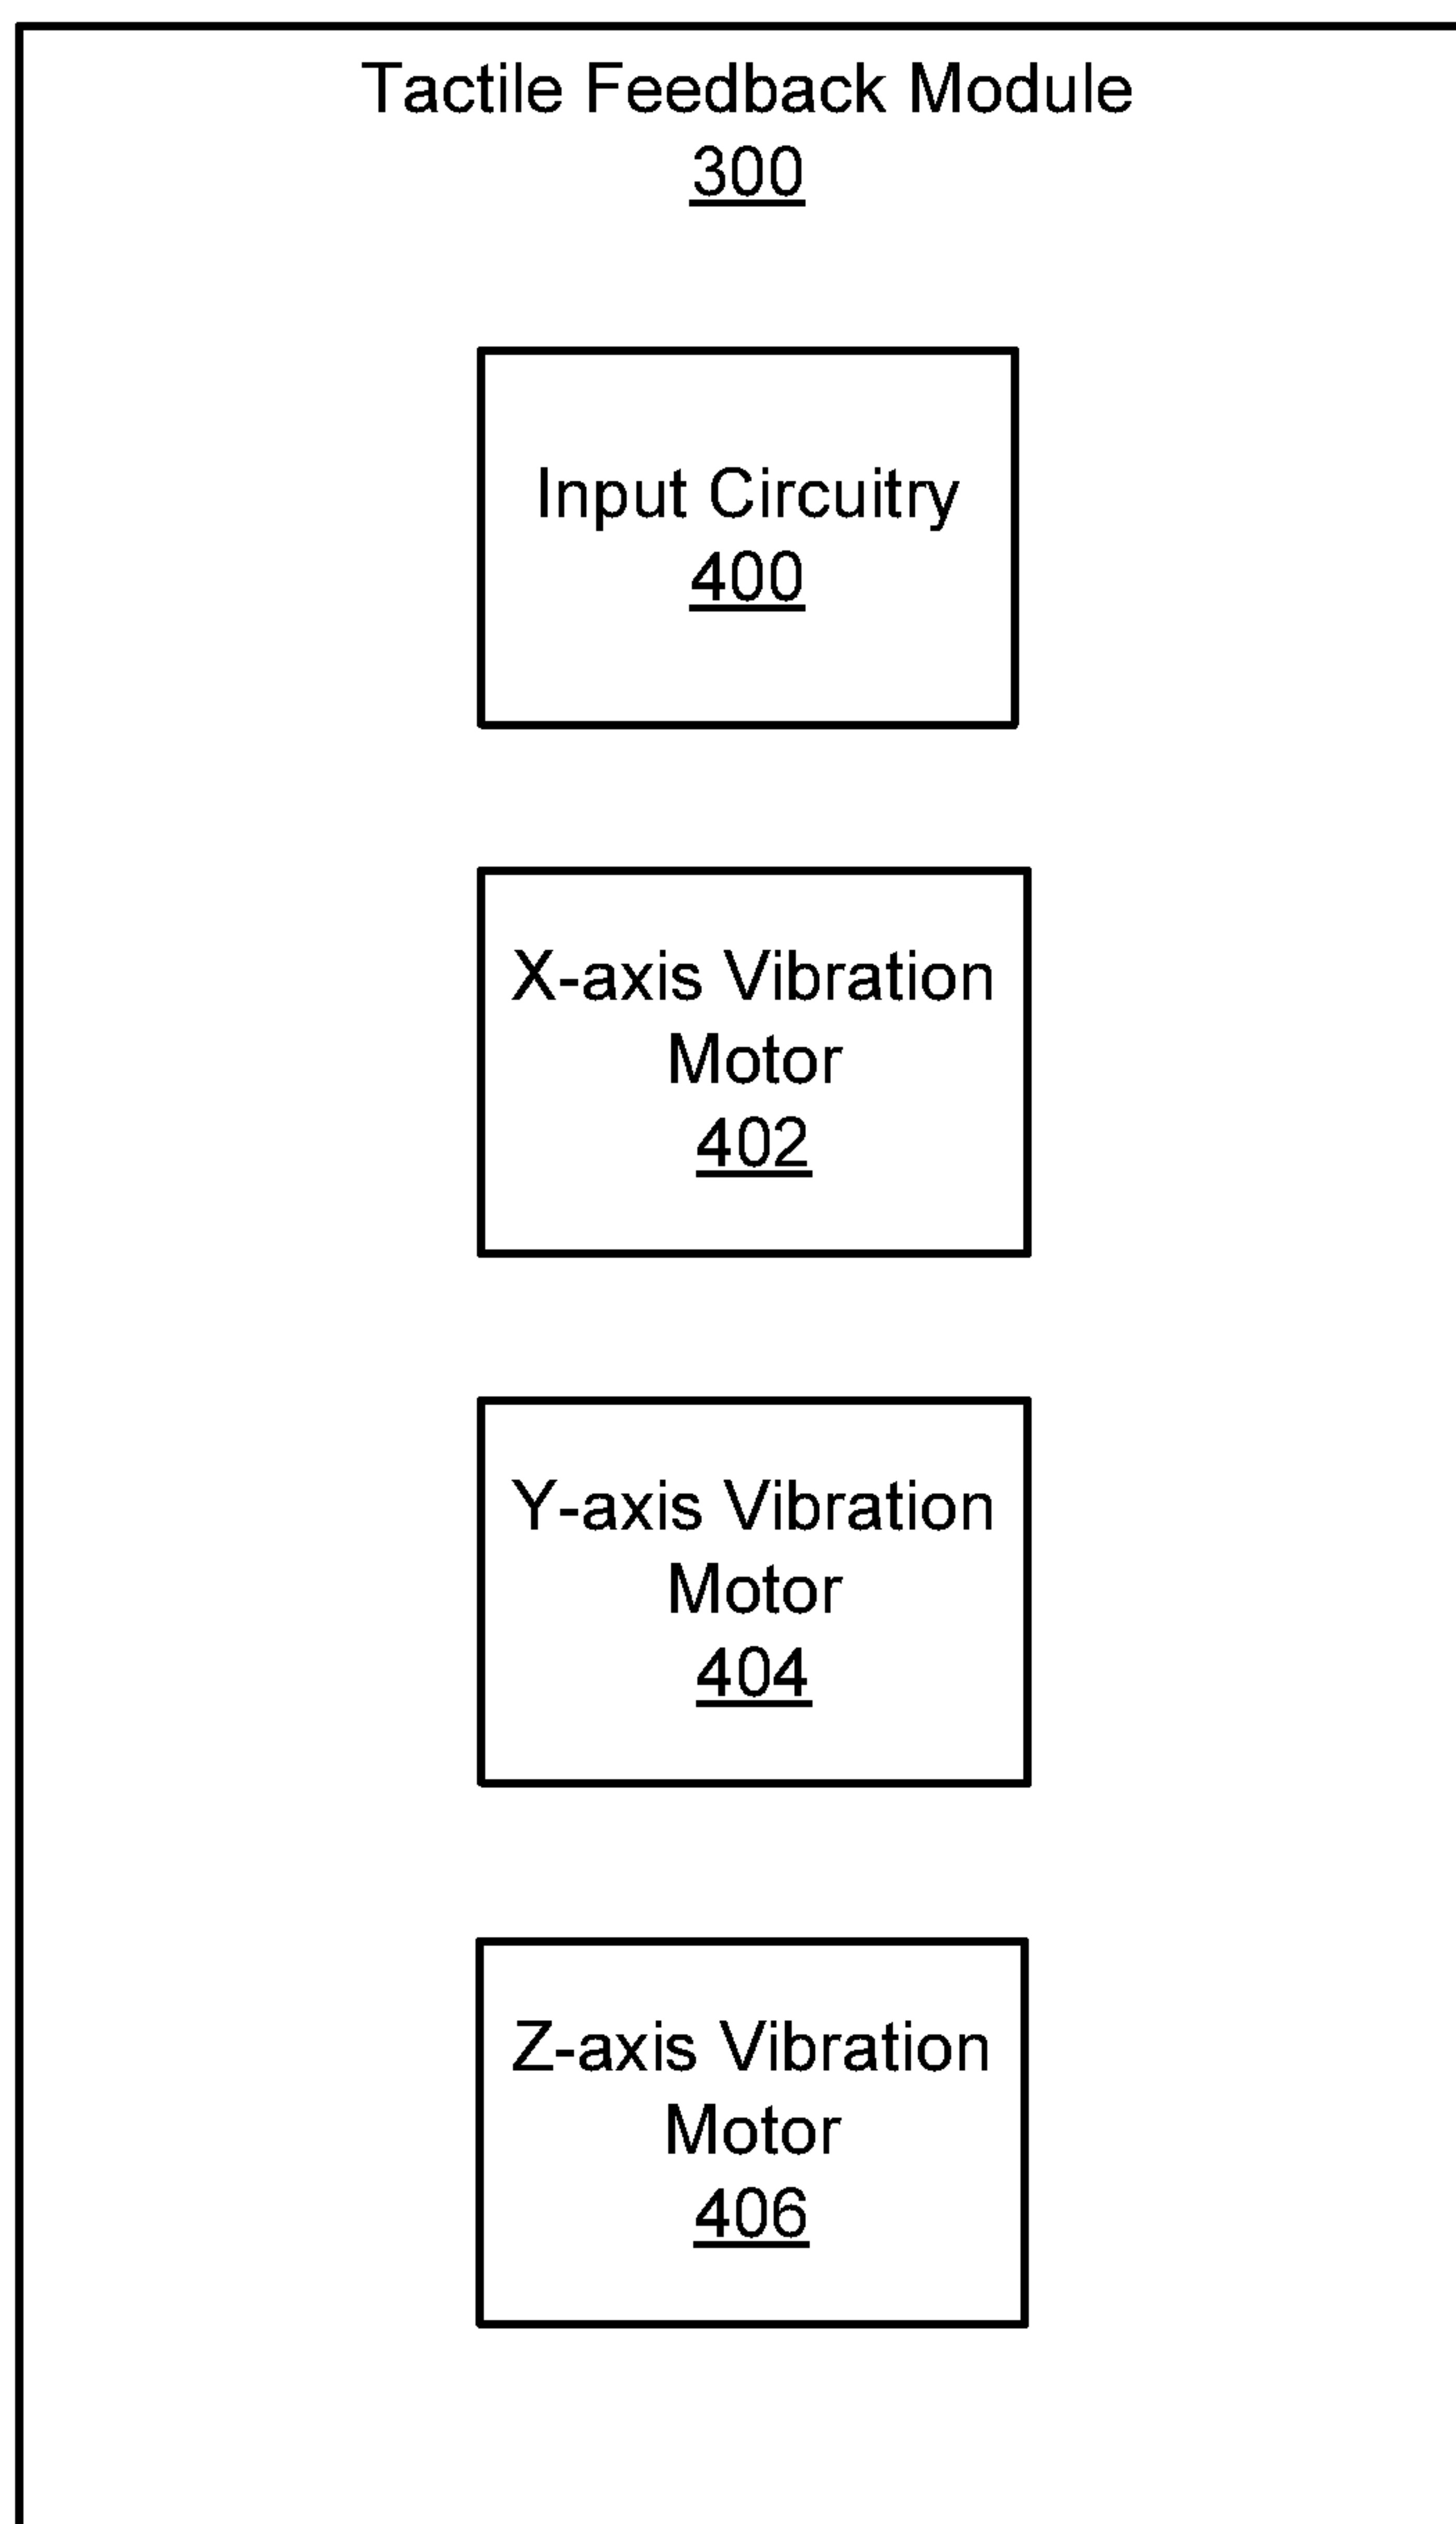 Tactile Feedback Module
300
Input Circuitry
400
X-axis Vibration
Motor
402
Y-axis Vibration
Motor
404
Z-axis Vibration
Motor
406